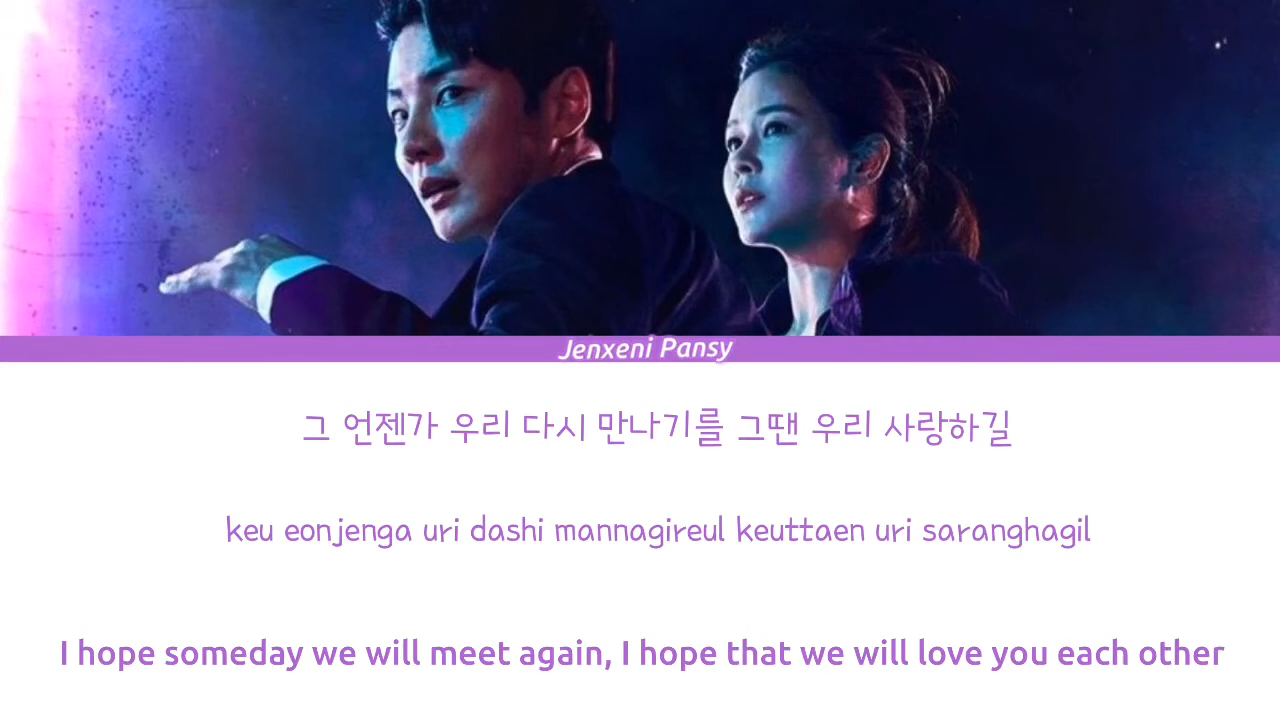 Jenxeni Pansy
그 언젠가 우리 다시 만나기를 그땐 우리 사랑하길
keu eonjenga uri dashi mannagireul keuttaen uri saranghagil
I hope someday we will meet again, I hope that we will love you each other